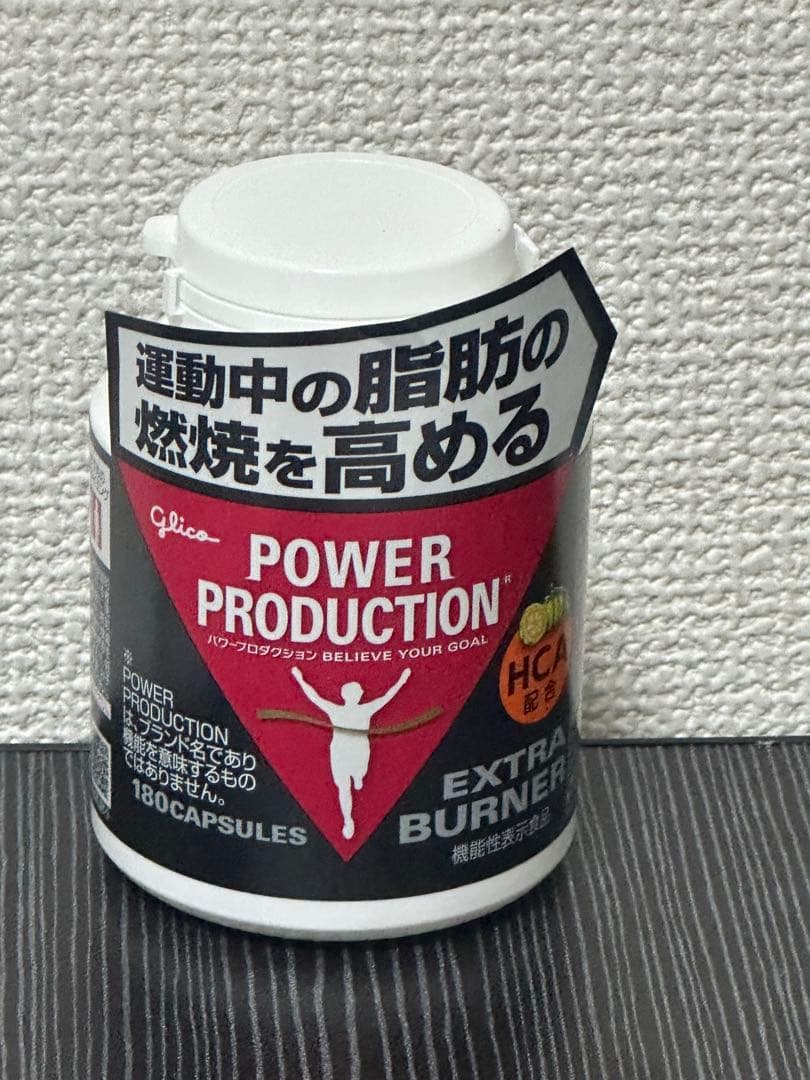 運動中の脂肪の
燃焼を高める
Glico
POWER
PRODUCTION®
パワープロダクション BELIEVE YOUR GOAL
HCA
配合
※
POWER
PRODUCTION
は、ブランド名であり
機能を意味するもの
ではありません。
180CAPSULES
EXTRA
BURNER
機能性表示食品